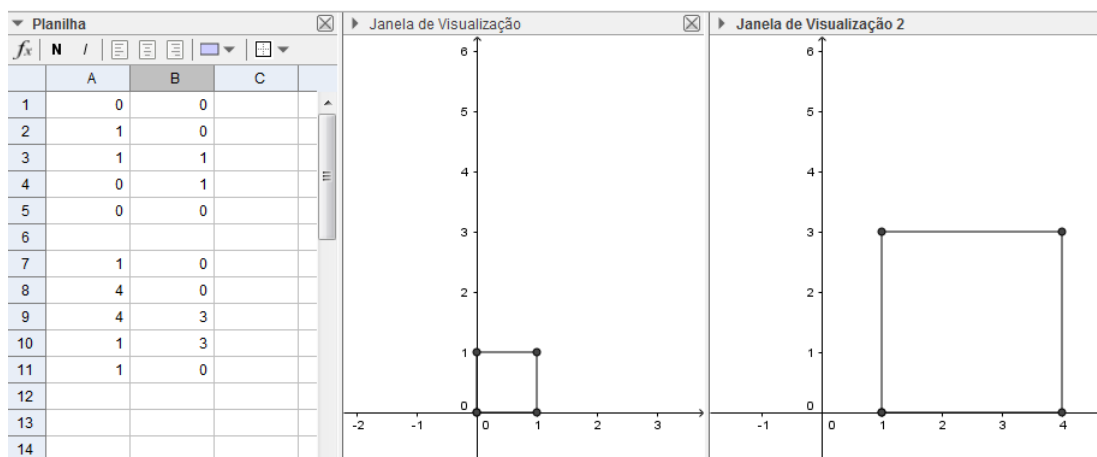 Planilha
fx N I
A B C
1 0 0
2 1 0
3 1 1
4 0 1
5 0 0
6
7 1 0
8 4 0
9 4 3
10 1 3
11 1 0
12
13
14
Janela de Visualização
6
5
4
3
2
1
0
-2 -1 0 1 2 3
Janela de Visualização 2
6
5
4
3
2
1
0
-1 0 1 2 3 4